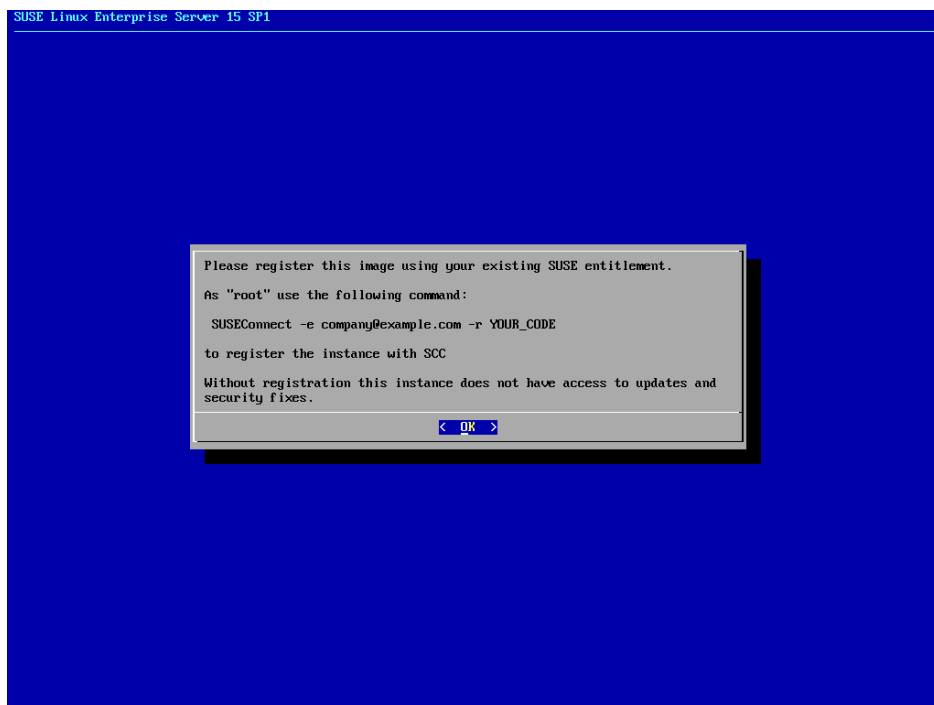 SUSE Linux Enterprise Server 15 SP1
Please register this image using your existing SUSE entitlement.
As "root" use the following command:
SUSEConnect -e company@example.com -r YOUR_CODE
to register the instance with SCC
Without registration this instance does not have access to updates and
security fixes.
< OK >